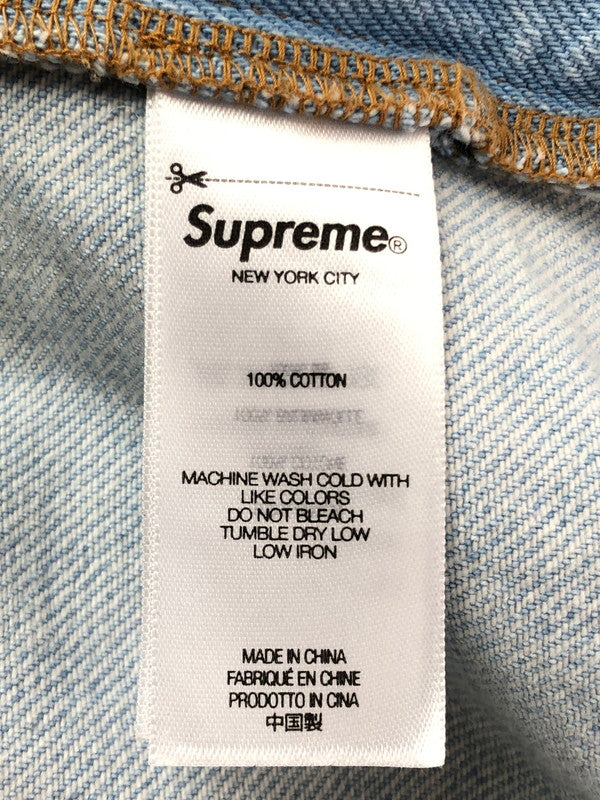 Supreme®
NEW YORK CITY
100% COTTON
MACHINE WASH COLD WITH
LIKE COLORS
DO NOT BLEACH
TUMBLE DRY LOW
LOW IRON
MADE IN CHINA
FABRIQUÉ EN CHINE
PRODOTTO IN CINA
中国製